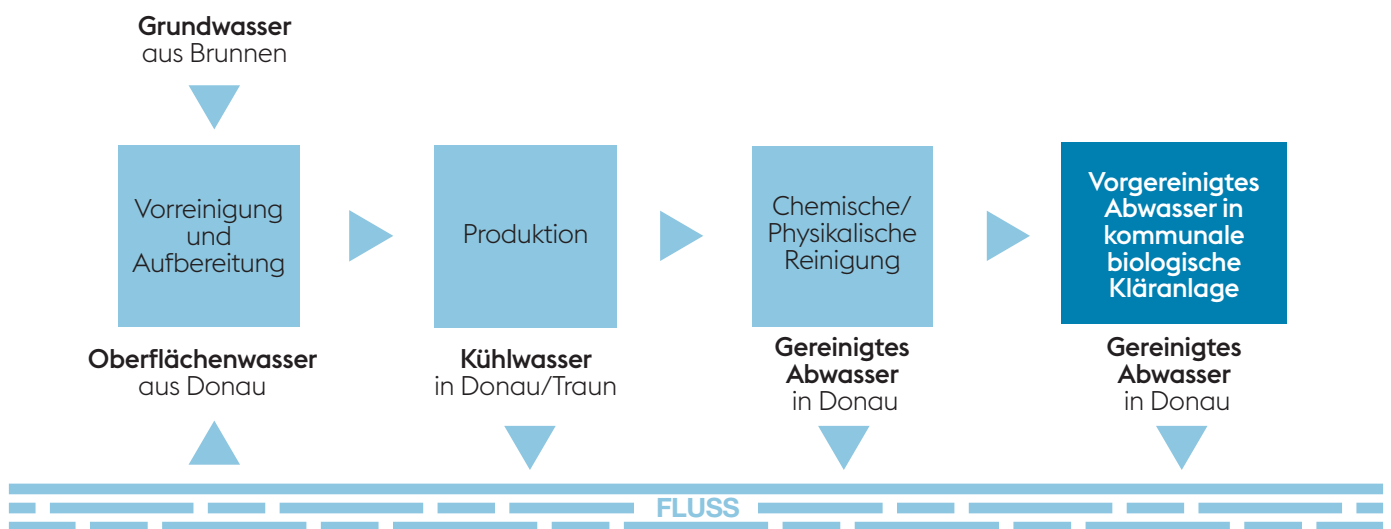 Grundwasser
aus Brunnen
Vorreinigung
und
Aufbereitung
Produktion
Chemische/
Physikalische
Reinigung
Vorgereinigtes
Abwasser in
kommunale
biologische
Kläranlage
Oberflächenwasser
aus Donau
Kühlwasser
in Donau/Traun
Gereinigtes
Abwasser
in Donau
Gereinigtes
Abwasser
in Donau
FLUSS